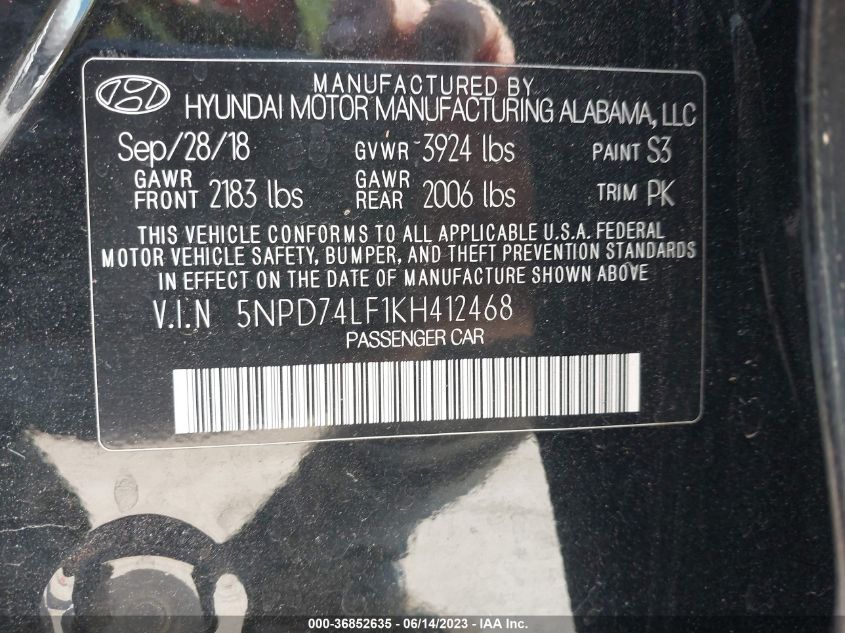 MANUFACTURED BY
HYUNDAI MOTOR MANUFACTURING ALABAMA, LLC
Sep/28/18 GVWR 3924 lbs PAINT S3
GAWR FRONT 2183 lbs GAWR REAR 2006 lbs TRIM PK
THIS VEHICLE CONFORMS TO ALL APPLICABLE U.S.A. FEDERAL
MOTOR VEHICLE SAFETY, BUMPER, AND THEFT PREVENTION STANDARDS
IN EFFECT ON THE DATE OF MANUFACTURE SHOWN ABOVE
V.I.N 5NPD74LF1KH412468
PASSENGER CAR
000-36852635 - 06/14/2023 - IAA Inc.